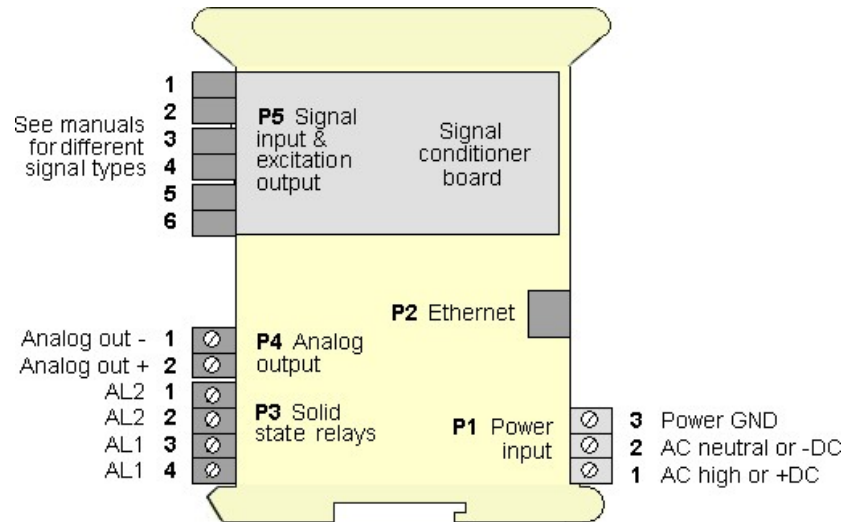 1
2
3
4
5
6
See manuals
for different
signal types
P5 Signal
input &
excitation
output
Signal
conditioner
board
P2 Ethernet
Analog out - 1
Analog out + 2
P4 Analog
output
AL2 1
AL2 2
AL1 3
AL1 4
P3 Solid
state relays
P1 Power
input
3 Power GND
2 AC neutral or -DC
1 AC high or +DC